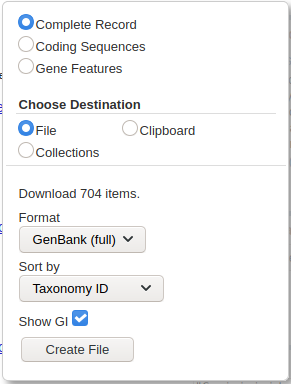 Complete Record
Coding Sequences
Gene Features
Choose Destination
File Clipboard
Collections
Download 704 items.
Format
GenBank (full)
Sort by
Taxonomy ID
Show GI
Create File